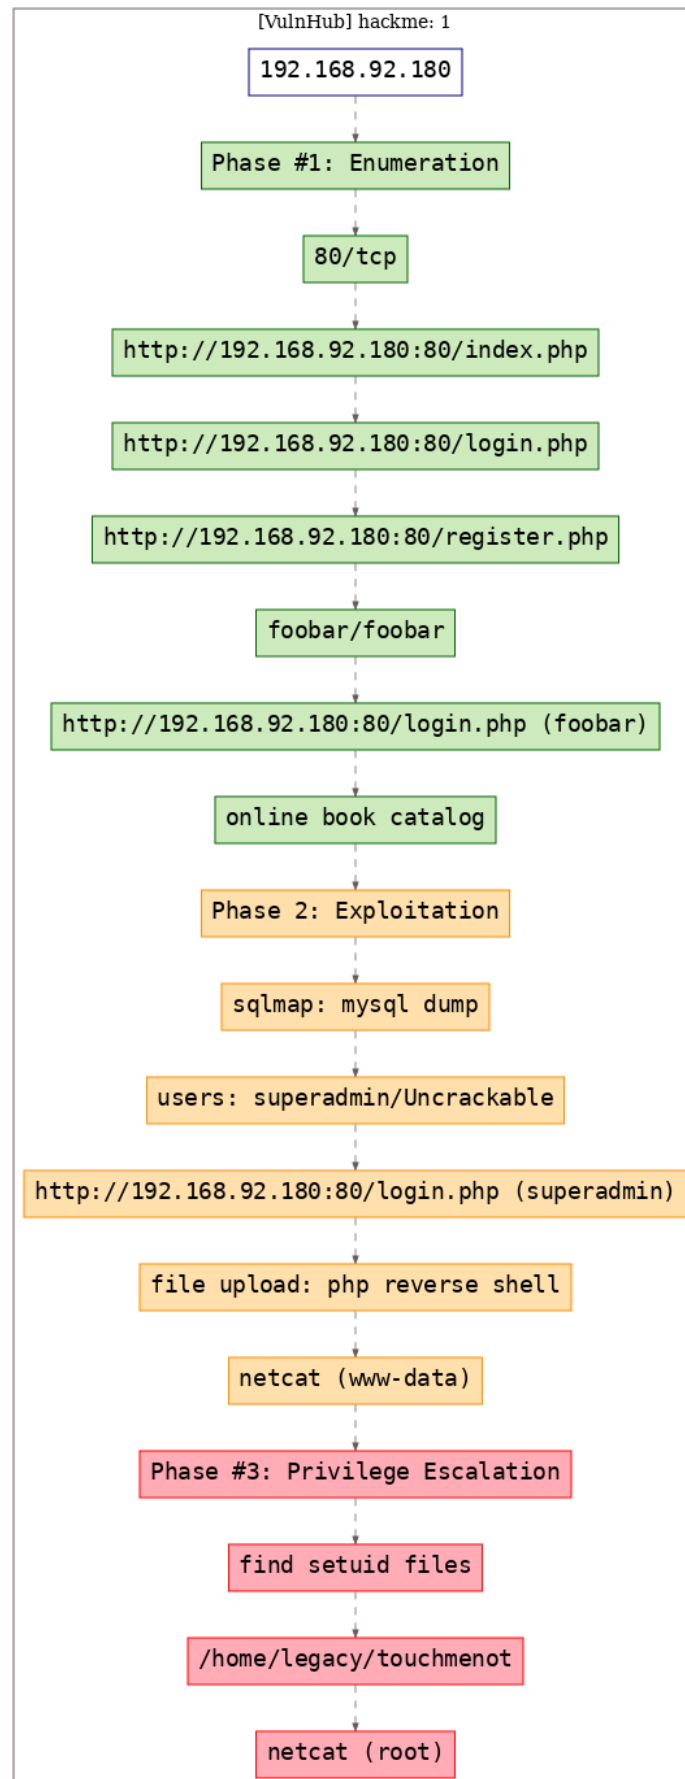 [VulnHub] hackme: 1
192.168.92.180
Phase #1: Enumeration
80/tcp
http://192.168.92.180:80/index.php
http://192.168.92.180:80/login.php
http://192.168.92.180:80/register.php
foobar/foobar
http://192.168.92.180:80/login.php (foobar)
online book catalog
Phase 2: Exploitation
sqlmap: mysql dump
users: superadmin/Uncrackable
http://192.168.92.180:80/login.php (superadmin)
file upload: php reverse shell
netcat (www-data)
Phase #3: Privilege Escalation
find setuid files
/home/legacy/touchmenot
netcat (root)